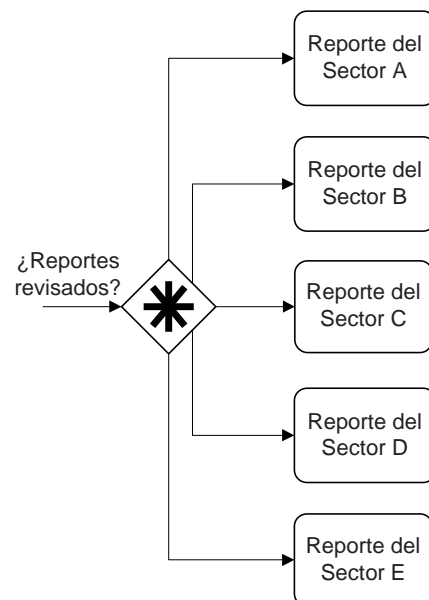 Reporte del
Sector A
Reporte del
Sector B
¿Reportes
revisados?
Reporte del
Sector C
Reporte del
Sector D
Reporte del
Sector E